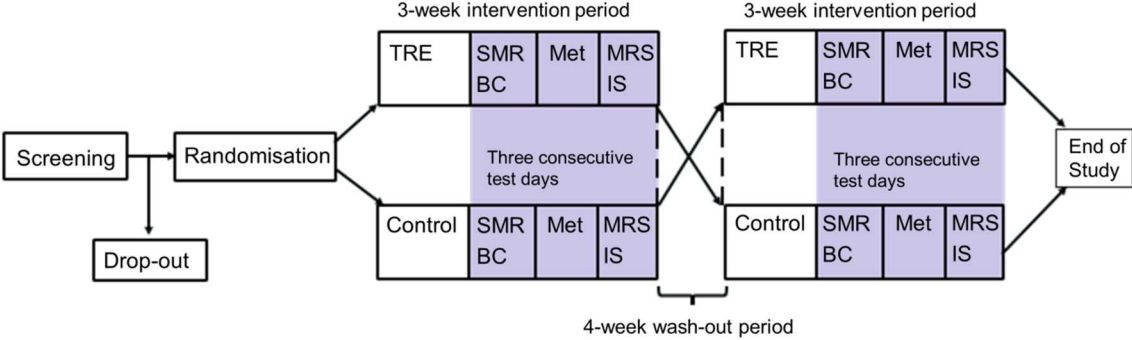 3-week intervention period
3-week intervention period
TRE
SMR
BC
Met
MRS
IS
TRE
SMR
BC
Met
MRS
IS
Screening
Randomisation
Three consecutive
test days
Three consecutive
test days
End of
Study
Drop-out
Control
SMR
BC
Met
MRS
IS
Control
SMR
BC
Met
MRS
IS
4-week wash-out period